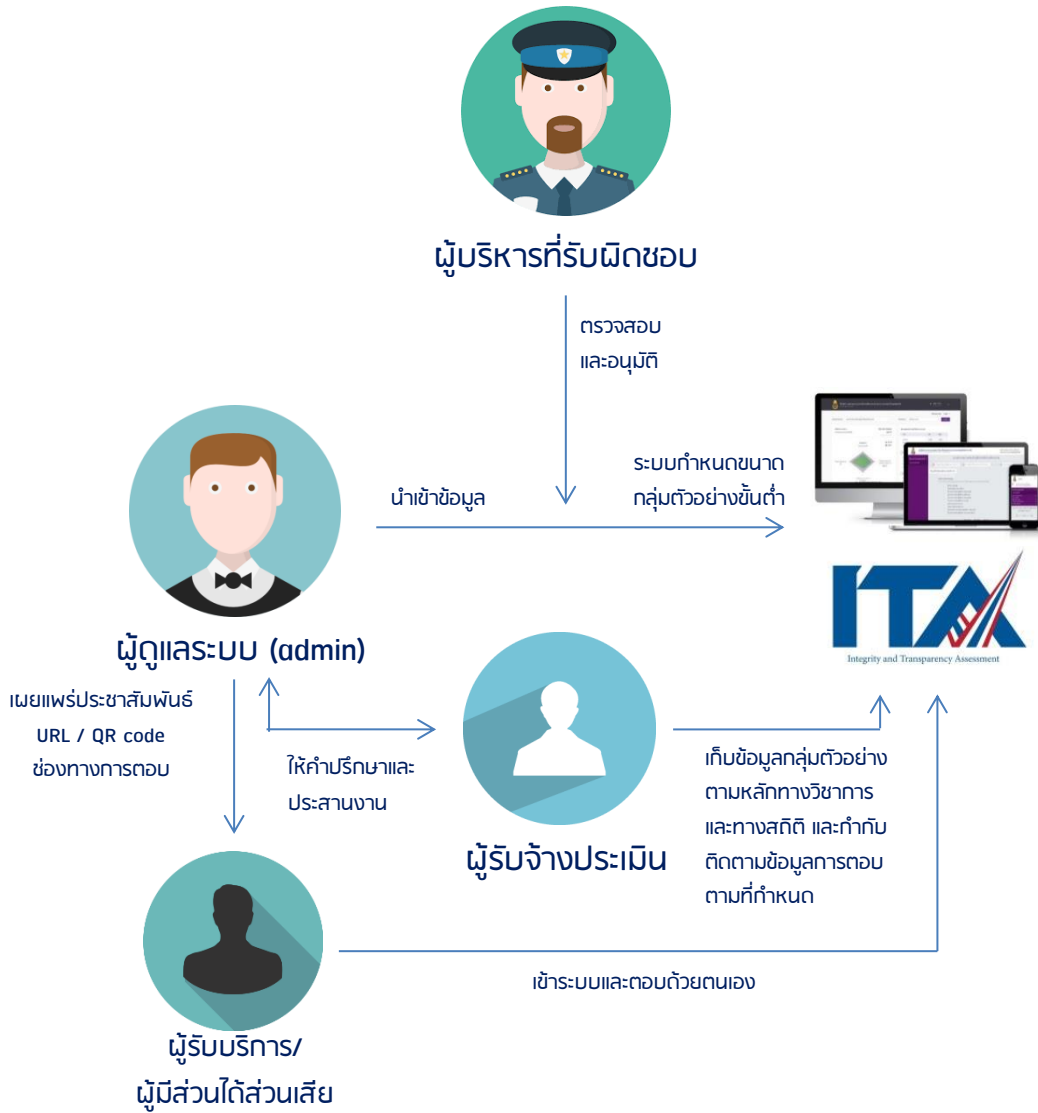 ผู้บริหารที่รับผิดชอบ
ตรวจสอบ
และอนุมัติ
นำเข้าข้อมูล
ระบบกำหนดขนาด
กลุ่มตัวอย่างขั้นต่ำ
ITA
Integrity and Transparency Assessment
ผู้ดูแลระบบ (admin)
เผยแพร่ประชาสัมพันธ์
URL / QR code
ช่องทางการตอบ
ให้คำปรึกษาและ
ประสานงาน
ผู้รับจ้างประเมิน
เก็บข้อมูลกลุ่มตัวอย่าง
ตามหลักทางวิชาการ
และทางสถิติ และกำกับ
ติดตามข้อมูลการตอบ
ตามที่กำหนด
เข้าระบบและตอบด้วยตนเอง
ผู้รับบริการ/
ผู้มีส่วนได้ส่วนเสีย